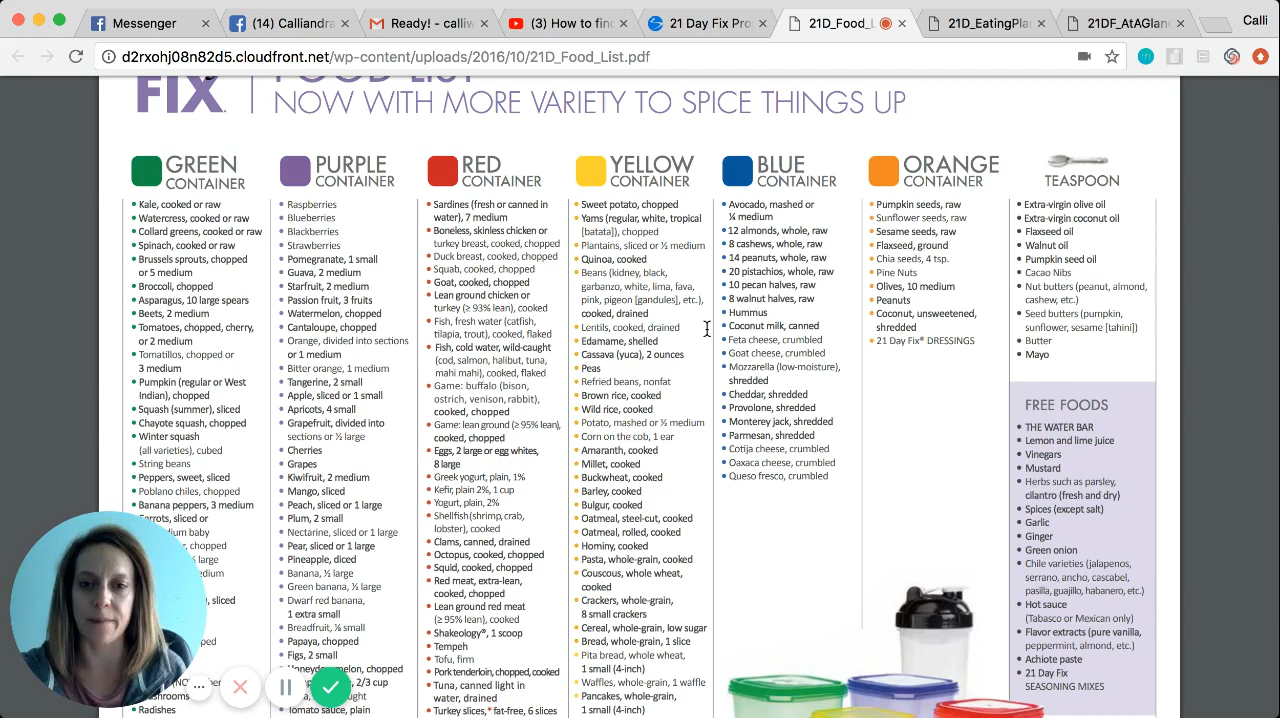 Messenger
(14) Calliandra
Ready! - calliw
(3) How to find
21 Day Fix Pro
21D_Food_L
21D_EatingPla
21DF_AtAGlan
Calli
d2rxohj08n82d5.cloudfront.net/wp-content/uploads/2016/10/21D_Food_List.pdf
FIX
FOOD LIST
NOW WITH MORE VARIETY TO SPICE THINGS UP
GREEN
CONTAINER
Kale, cooked or raw
Watercress, cooked or raw
Collard greens, cooked or raw
Spinach, cooked or raw
Brussels sprouts, chopped
or 5 medium
Broccoli, chopped
Asparagus, 10 large spears
Beets, 2 medium
Tomatoes, chopped, cherry,
or 2 medium
Tomatillos, chopped or
3 medium
Pumpkin (regular or West
Indian), chopped
Squash (summer), sliced
Chayote squash, chopped
Winter squash
(all varieties), cubed
String beans
Peppers, sweet, sliced
Poblano chiles, chopped
Banana peppers, 3 medium
Carrots, sliced or
medium baby
chopped
large
medium
sliced
Radishes
PURPLE
CONTAINER
Raspberries
Blueberries
Blackberries
Strawberries
Pomegranate, 1 small
Guava, 2 medium
Starfruit, 2 medium
Passion fruit, 3 fruits
Watermelon, chopped
Cantaloupe, chopped
Orange, divided into sections
or 1 medium
Bitter orange, 1 medium
Tangerine, 2 small
Apple, sliced or 1 small
Apricots, 4 small
Grapefruit, divided into
sections or ½ large
Cherries
Grapes
Kiwifruit, 2 medium
Mango, sliced
Peach, sliced or 1 large
Plum, 2 small
Nectarine, sliced or 1 large
Pear, sliced or 1 large
Pineapple, diced
Banana, ½ large
Green banana, ½ large
Dwarf red banana,
1 extra small
Breadfruit, ⅛ small
Papaya, chopped
Figs, 2 small
Honeydew melon, chopped
2/3 cup
Tomato sauce, plain
RED
CONTAINER
Sardines (fresh or canned in
water), 7 medium
Boneless, skinless chicken or
turkey breast, cooked, chopped
Duck breast, cooked, chopped
Squab, cooked, chopped
Goat, cooked, chopped
Lean ground chicken or
turkey (≥ 93% lean), cooked
Fish, fresh water (catfish,
tilapia, trout), cooked, flaked
Fish, cold water, wild-caught
(cod, salmon, halibut, tuna,
mahi mahi), cooked, flaked
Game: buffalo (bison,
ostrich, venison, rabbit),
cooked, chopped
Game: lean ground (≥ 95% lean),
cooked, chopped
Eggs, 2 large or egg whites,
8 large
Greek yogurt, plain, 1%
Kefir, plain 2%, 1 cup
Yogurt, plain, 2%
Shellfish (shrimp, crab,
lobster), cooked
Clams, canned, drained
Octopus, cooked, chopped
Squid, cooked, chopped
Red meat, extra-lean,
cooked, chopped
Lean ground red meat
(≥ 95% lean), cooked
Shakeology®, 1 scoop
Tempeh
Tofu, firm
Pork tenderloin, chopped, cooked
Tuna, canned light in
water, drained
Turkey slices,* fat-free, 6 slices
YELLOW
CONTAINER
Sweet potato, chopped
Yams (regular, white, tropical
[batata]), chopped
Plantains, sliced or ½ medium
Quinoa, cooked
Beans (kidney, black,
garbanzo, white, lima, fava,
pink, pigeon [gandules], etc.),
cooked, drained
Lentils, cooked, drained
Edamame, shelled
Cassava (yuca), 2 ounces
Peas
Refried beans, nonfat
Brown rice, cooked
Wild rice, cooked
Potato, mashed or ½ medium
Corn on the cob, 1 ear
Amaranth, cooked
Millet, cooked
Buckwheat, cooked
Barley, cooked
Bulgur, cooked
Oatmeal, steel-cut, cooked
Oatmeal, rolled, cooked
Hominy, cooked
Pasta, whole-grain, cooked
Couscous, whole wheat,
cooked
Crackers, whole-grain,
8 small crackers
Cereal, whole-grain, low sugar
Bread, whole-grain, 1 slice
Pita bread, whole wheat,
1 small (4-inch)
Waffles, whole-grain, 1 waffle
Pancakes, whole-grain,
1 small (4-inch)
BLUE
CONTAINER
Avocado, mashed or
¼ medium
12 almonds, whole, raw
8 cashews, whole, raw
14 peanuts, whole, raw
20 pistachios, whole, raw
10 pecan halves, raw
8 walnut halves, raw
Hummus
Coconut milk, canned
Feta cheese, crumbled
Goat cheese, crumbled
Mozzarella (low-moisture),
shredded
Cheddar, shredded
Provolone, shredded
Monterey jack, shredded
Parmesan, shredded
Cotija cheese, crumbled
Oaxaca cheese, crumbled
Queso fresco, crumbled
ORANGE
CONTAINER
Pumpkin seeds, raw
Sunflower seeds, raw
Sesame seeds, raw
Flaxseed, ground
Chia seeds, 4 tsp.
Pine Nuts
Olives, 10 medium
Peanuts
Coconut, unsweetened,
shredded
21 Day Fix® DRESSINGS
TEASPOON
Extra-virgin olive oil
Extra-virgin coconut oil
Flaxseed oil
Walnut oil
Pumpkin seed oil
Cacao Nibs
Nut butters (peanut, almond,
cashew, etc.)
Seed butters (pumpkin,
sunflower, sesame [tahini])
Butter
Mayo
FREE FOODS
THE WATER BAR
Lemon and lime juice
Vinegars
Mustard
Herbs such as parsley,
cilantro (fresh and dry)
Spices (except salt)
Garlic
Ginger
Green onion
Chile varieties (jalapenos,
serrano, ancho, cascabel,
pasilla, guajillo, habanero, etc.)
Hot sauce
(Tabasco or Mexican only)
Flavor extracts (pure vanilla,
peppermint, almond, etc.)
Achiote paste
21 Day Fix
SEASONING MIXES